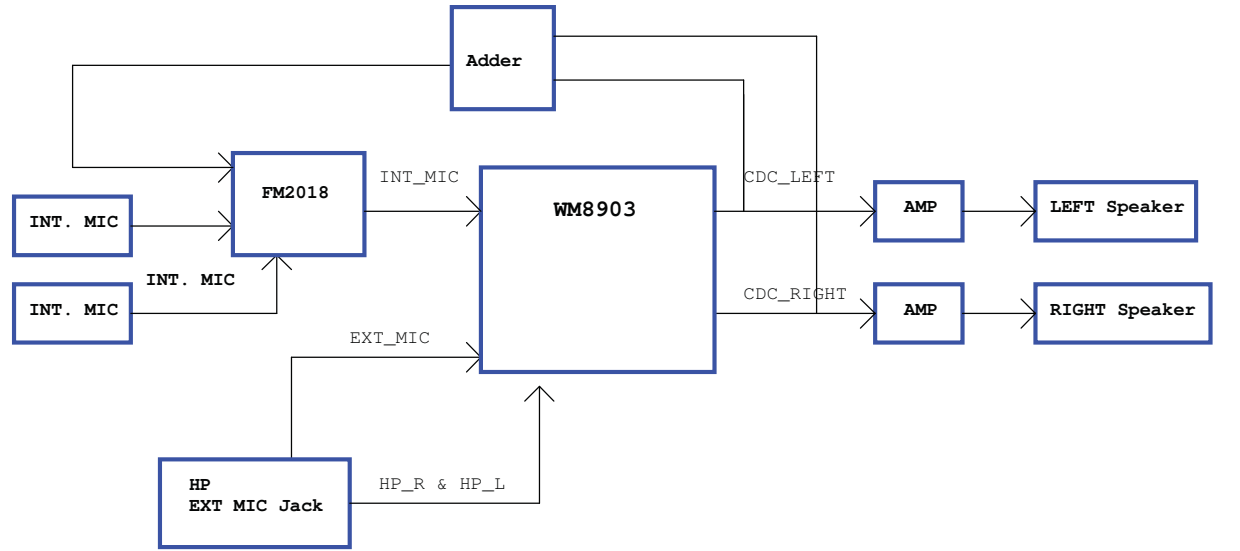 Adder
INT_MIC
CDC_LEFT
FM2018
WM8903
AMP
LEFT Speaker
INT. MIC
INT. MIC
CDC_RIGHT
INT. MIC
AMP
RIGHT Speaker
EXT_MIC
HP
EXT MIC Jack
HP_R & HP_L